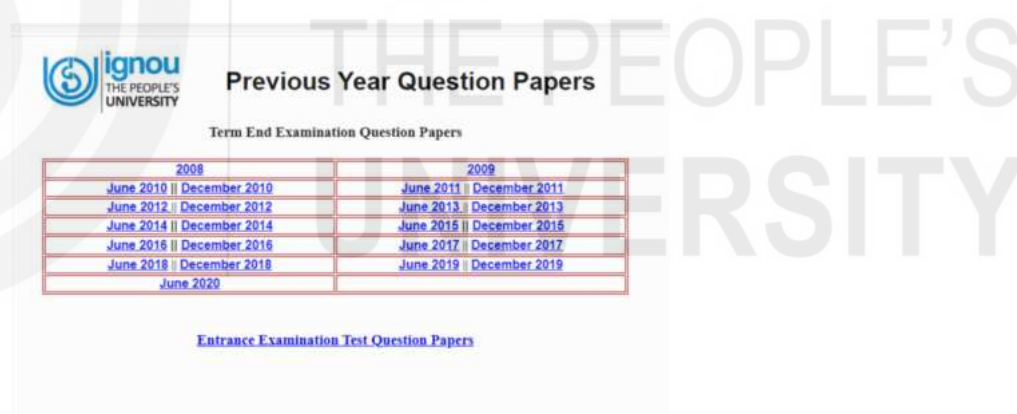 THE PEOPLE'S
UNIVERSITY
ignou
THE PEOPLE'S
UNIVERSITY
Previous Year Question Papers
Term End Examination Question Papers
2008 2009
June 2010 || December 2010 June 2011 || December 2011
June 2012 || December 2012 June 2013 || December 2013
June 2014 || December 2014 June 2015 || December 2015
June 2016 || December 2016 June 2017 || December 2017
June 2018 || December 2018 June 2019 || December 2019
June 2020
Entrance Examination Test Question Papers